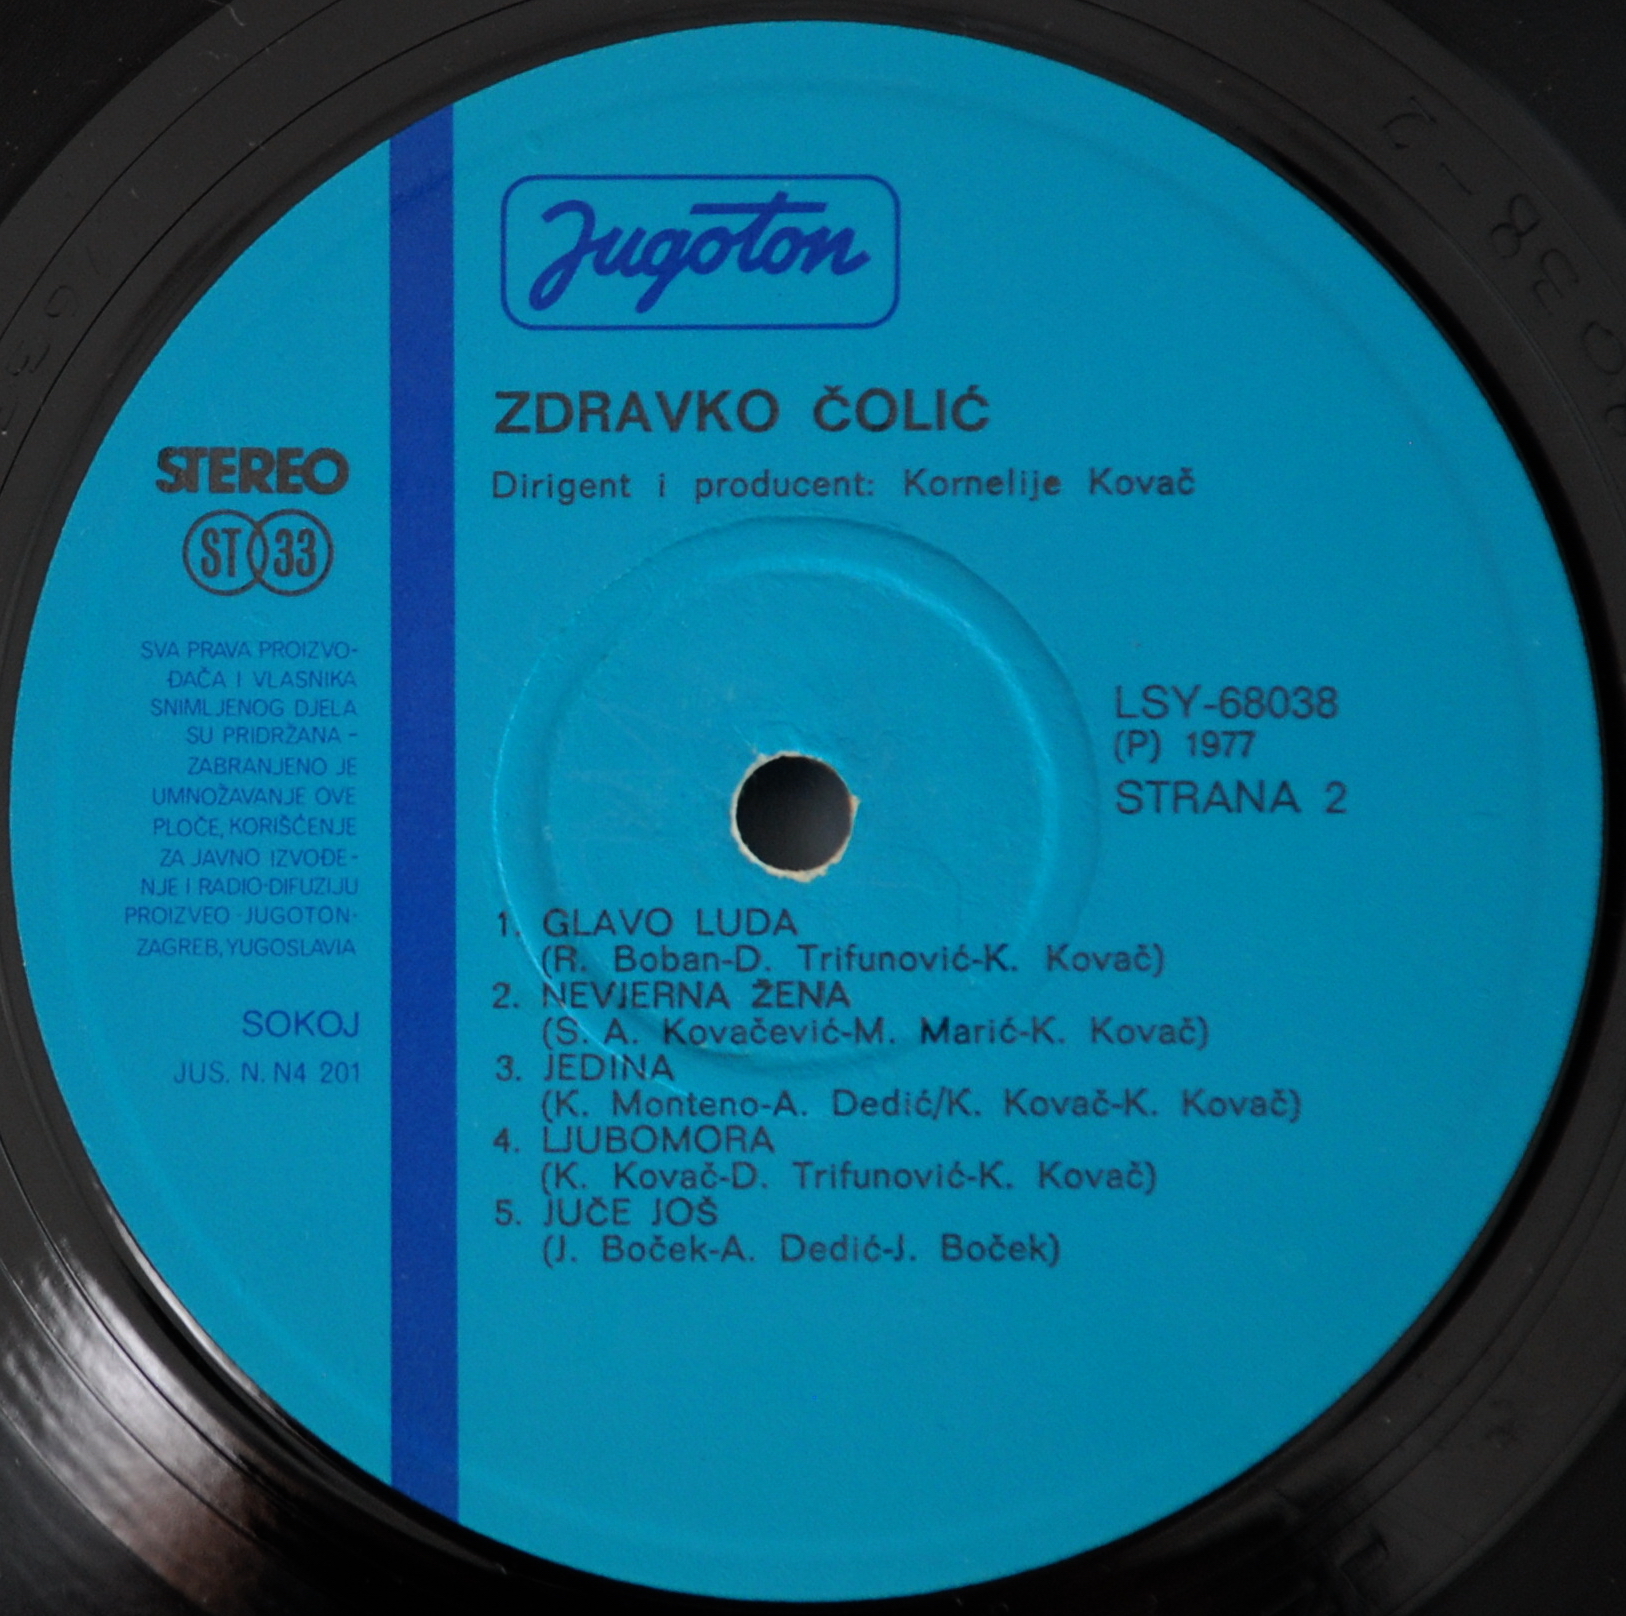 Jugoton
ZDRAVKO ČOLIĆ
Dirigent i producent: Kornelije Kovač
STEREO
ST 33
SVA PRAVA PROIZVO-
ĐAČA I VLASNIKA
SNIMLJENOG DJELA
SU PRIDRŽANA -
ZABRANJENO JE
UMNOŽAVANJE OVE
PLOČE, KORIŠĆENJE
ZA JAVNO IZVOĐE-
NJE I RADIO-DIFUZIJU
PROIZVEO -JUGOTON-
ZAGREB, YUGOSLAVIA
SOKOJ
JUS. N. N4 201
LSY-68038
(P) 1977
STRANA 2
1. GLAVO LUDA
(R. Boban-D. Trifunović-K. Kovač)
2. NEVJERNA ŽENA
(S. A. Kovačević-M. Marić-K. Kovač)
3. JEDINA
(K. Monteno-A. Dedić/K. Kovač-K. Kovač)
4. LJUBOMORA
(K. Kovač-D. Trifunović-K. Kovač)
5. JUČE JOŠ
(J. Boček-A. Dedić-J. Boček)